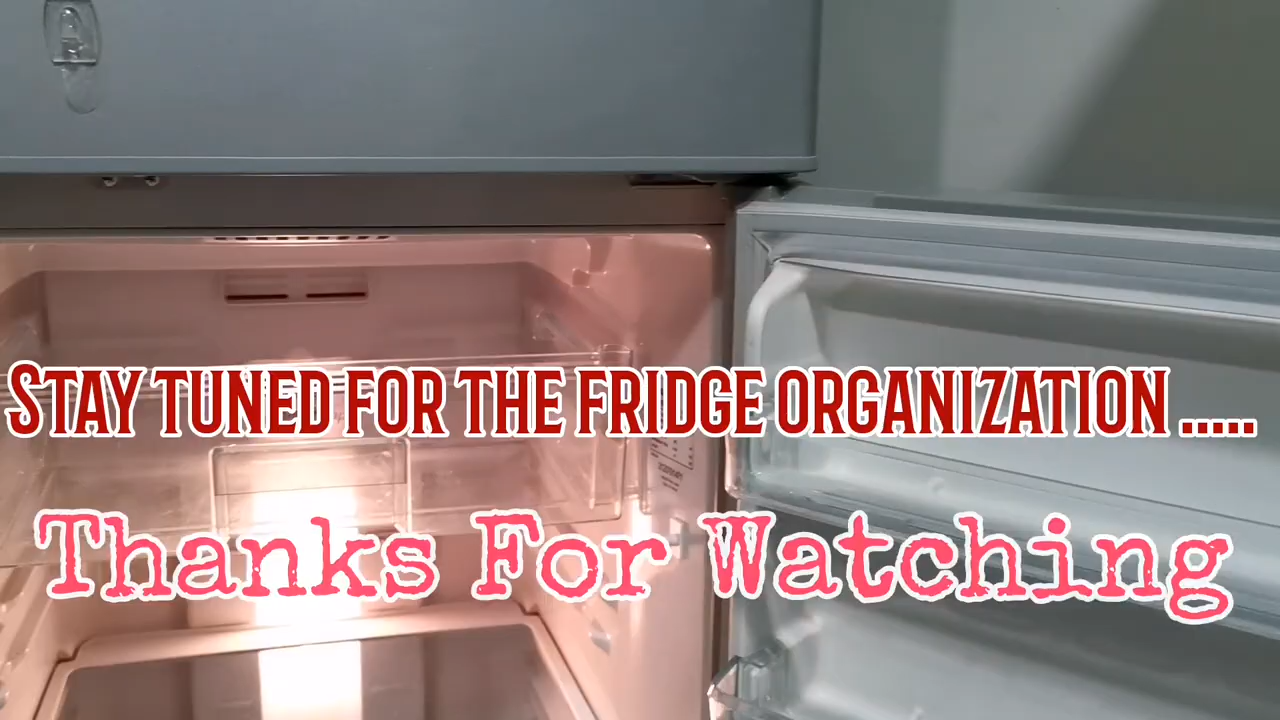 STAY TUNED FOR THE FRIDGE ORGANIZATION .....
Thanks For Watching